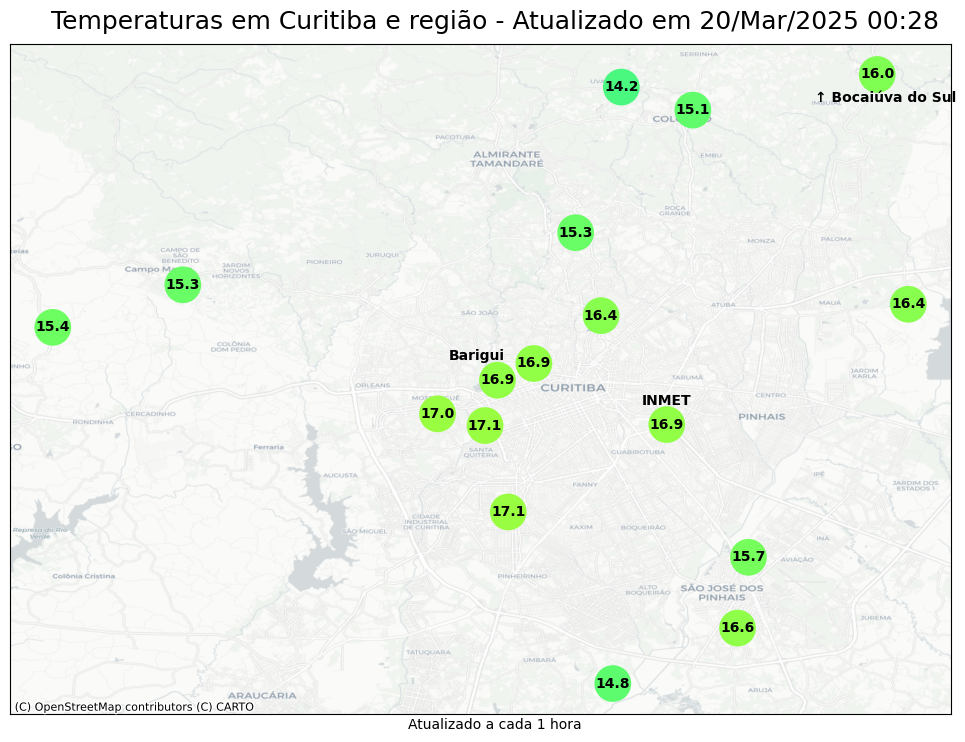 Temperaturas em Curitiba e região - Atualizado em 20/Mar/2025 00:28
SERRINHA
16.0
14.2
↑ Bocaiúva do Sul
15.1
PACOTUBA
ALMIRANTE
TAMANDARÉ
EMBU
ROÇA
GRANDE
15.3
MONZA
PALOMA
CAMPO DE
SÃO
BENEDITO
JURUQUI
PIONEIRO
JARDIM
NOVOS
HORIZONTES
15.3
16.4
ATUBA
MAUÁ
SÃO JOÃO
16.4
15.4
COLÔNIA
DOM PEDRO
Barigui
16.9
JARDIM
KARLA
16.9
TARUMÃ
ORLEANS
CURITIBA
CENTRO
INMET
17.0
CERCADINHO
PINHAIS
RONDINHA
17.1
16.9
Ferraria
SANTA
QUITÉRIA
GUABIROTUBA
AUGUSTA
IPÊ
FANNY
JARDIM DOS
ESTADOS I
17.1
CIDADE
INDUSTRIAL
DE CURITIBA
SÃO MIGUEL
XAXIM
BOQUEIRÃO
Represa do Rio
Verde
INÁ
15.7
AVIAÇÃO
Colônia Cristina
PINHEIRINHO
ALTO
BOQUEIRÃO
SÃO JOSÉ DOS
PINHAIS
JUREMA
16.6
TATUQUARA
UMBARÁ
14.8
ARUJÁ
ARAUCÁRIA
(C) OpenStreetMap contributors (C) CARTO
Atualizado a cada 1 hora